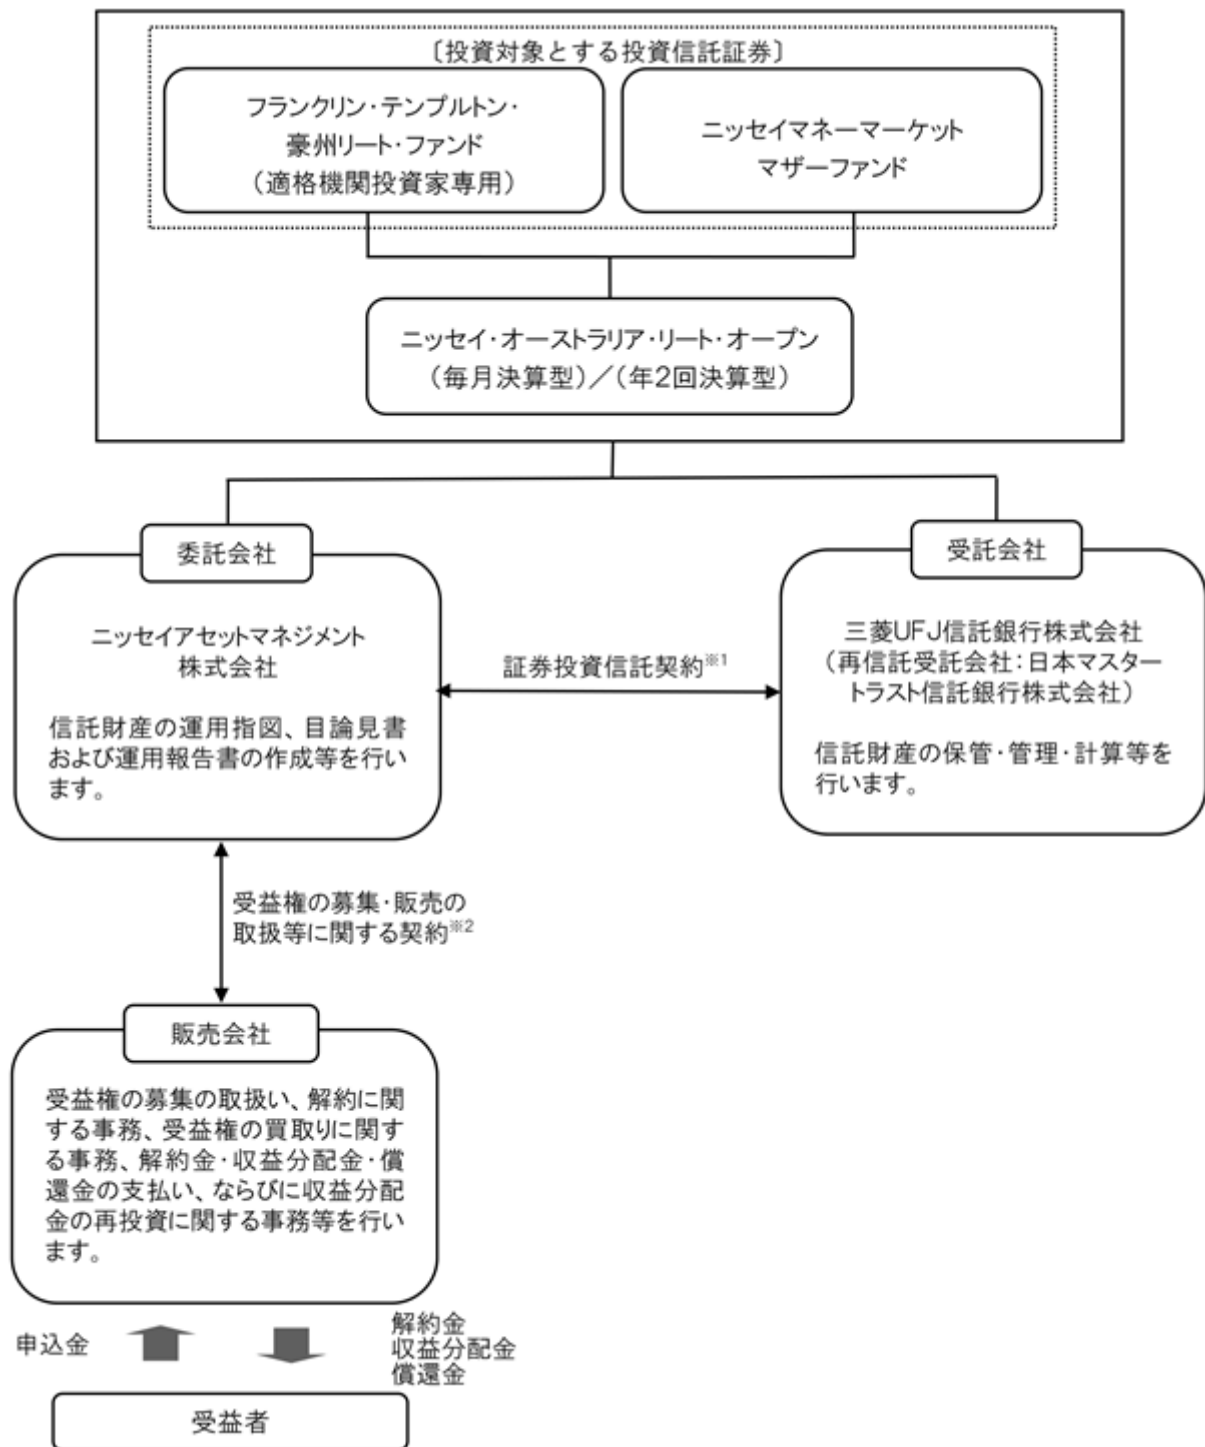 〔投資対象とする投資信託証券〕
フランクリン・テンプルトン・
豪州リート・ファンド
（適格機関投資家専用）
ニッセイマネーマーケット
マザーファンド
ニッセイ・オーストラリア・リート・オープン
（毎月決算型）／（年2回決算型）
委託会社
ニッセイアセットマネジメント
株式会社
信託財産の運用指図、目論見書
および運用報告書の作成等を行い
ます。
証券投資信託契約※1
受託会社
三菱UFJ信託銀行株式会社
（再信託受託会社：日本マスター
トラスト信託銀行株式会社）
信託財産の保管・管理・計算等を
行います。
受益権の募集・販売の
取扱等に関する契約※2
販売会社
受益権の募集の取扱い、解約に関
する事務、受益権の買取りに関す
る事務、解約金・収益分配金・償
還金の支払い、ならびに収益分配
金の再投資に関する事務等を行い
ます。
申込金
解約金
収益分配金
償還金
受益者